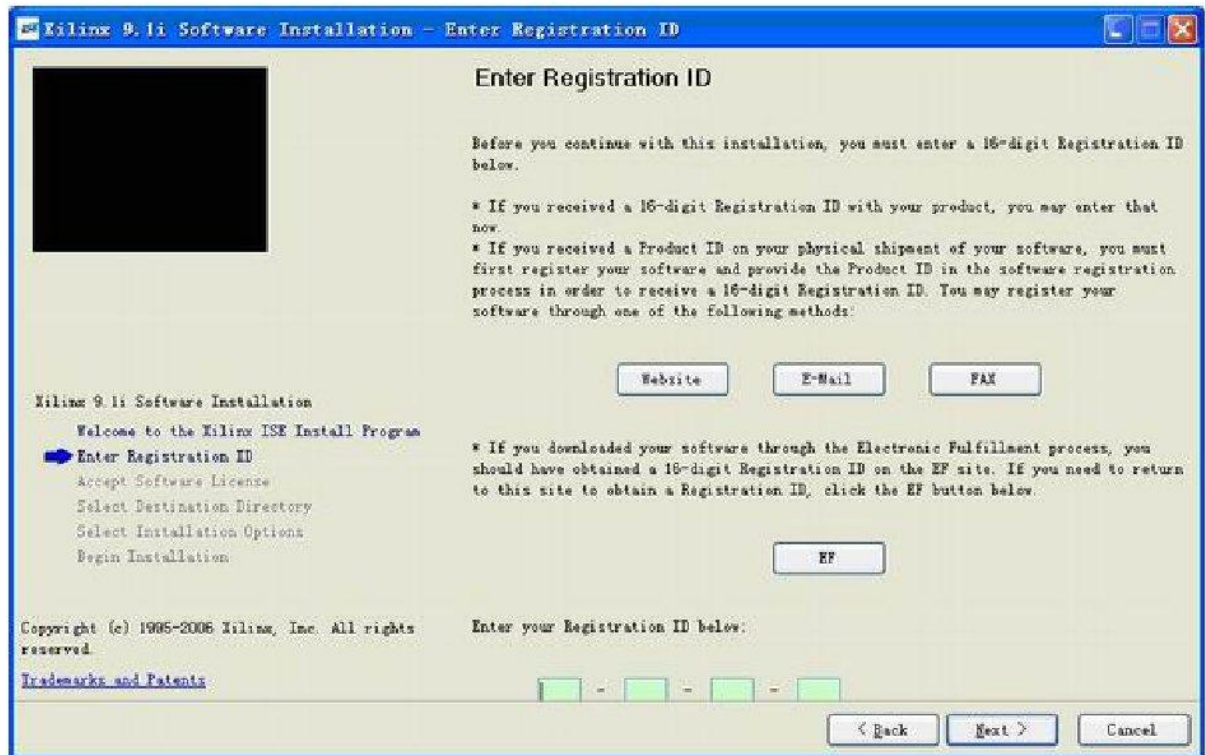 Xilinx 9.1i Software Installation - Enter Registration ID
Enter Registration ID
Before you continue with this installation, you must enter a 16-digit Registration ID
below.
* If you received a 16-digit Registration ID with your product, you may enter that
now.
* If you received a Product ID on your physical shipment of your software, you must
first register your software and provide the Product ID in the software registration
process in order to receive a 16-digit Registration ID. You may register your
software through one of the following methods:
Website
E-Mail
FAX
Xilinx 9.1i Software Installation
Welcome to the Xilinx ISE Install Program
Enter Registration ID
Accept Software License
Select Destination Directory
Select Installation Options
Begin Installation
* If you downloaded your software through the Electronic Fulfillment process, you
should have obtained a 16-digit Registration ID on the EF site. If you need to return
to this site to obtain a Registration ID, click the EF button below.
EF
Copyright (c) 1995-2006 Xilinx, Inc. All rights
reserved.
Trademarks and Patents
Enter your Registration ID below:
- - -
< Back
Next >
Cancel